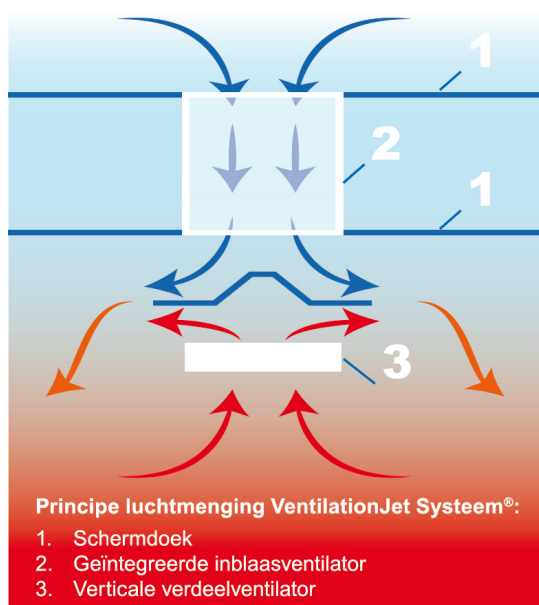 1
2
1
3
Principe luchtmenging VentilationJet Systeem®:
1. Schermdoek
2. Geïntegreerde inblaasventilator
3. Verticale verdeelventilator